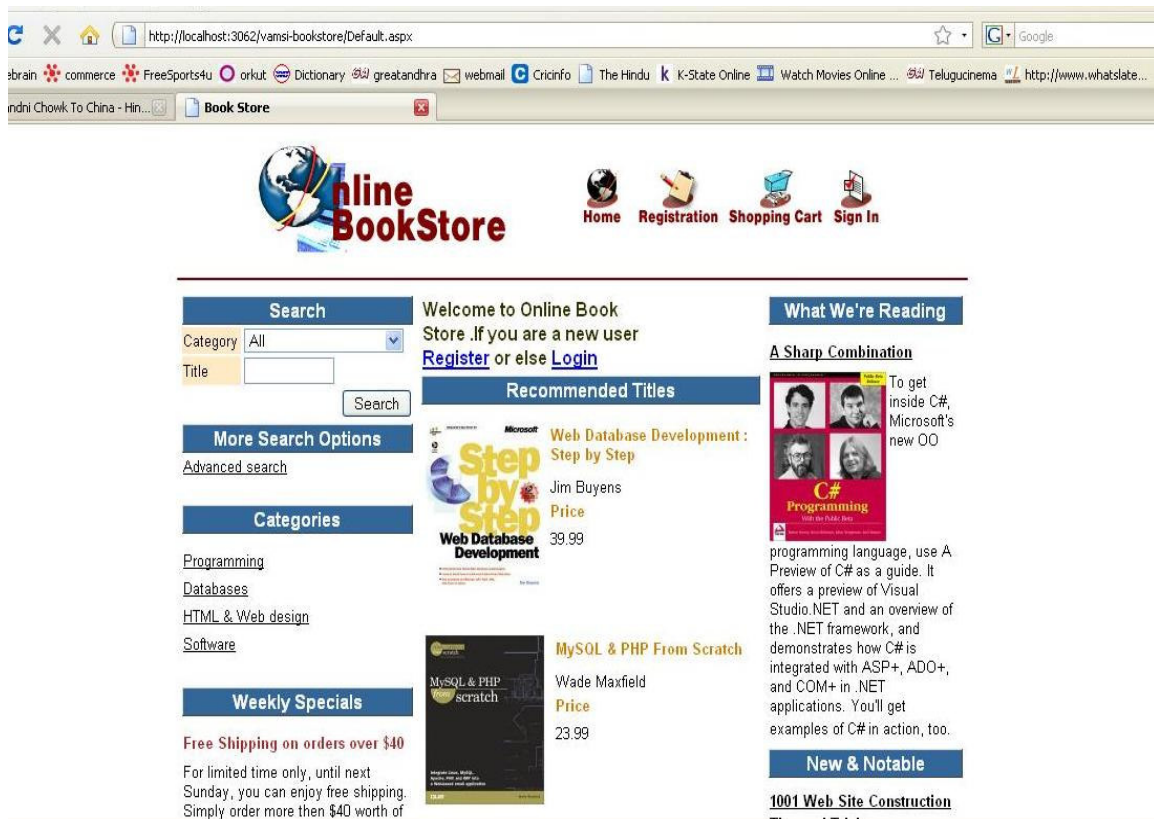 http://localhost:3062/vamsi-bookstore/Default.aspx
G Google
ebrain commerce FreeSports4u orkut Dictionary greatandhra webmail Cricinfo The Hindu K-State Online Watch Movies Online ... Telugucinema http://www.whatslate...
andni Chowk To China - Hin... Book Store
nline
BookStore
Home Registration Shopping Cart Sign In
Search
Category All
Title
Search
More Search Options
Advanced search
Categories
Programming
Databases
HTML & Web design
Software
Weekly Specials
Free Shipping on orders over $40
For limited time only, until next
Sunday, you can enjoy free shipping.
Simply order more then $40 worth of
Welcome to Online Book
Store .If you are a new user
Register or else Login
Recommended Titles
Microsoft
Step
by
Step
Web Database
Development
Web Database Development :
Step by Step
Jim Buyens
Price
39.99
MySQL & PHP
from
scratch
MySQL & PHP From Scratch
Wade Maxfield
Price
23.99
What We're Reading
A Sharp Combination
C#
Programming
With the Public Beta
To get
inside C#,
Microsoft's
new OO
programming language, use A
Preview of C# as a guide. It
offers a preview of Visual
Studio.NET and an overview of
the .NET framework, and
demonstrates how C# is
integrated with ASP+, ADO+,
and COM+ in .NET
applications. You'll get
examples of C# in action, too.
New & Notable
1001 Web Site Construction